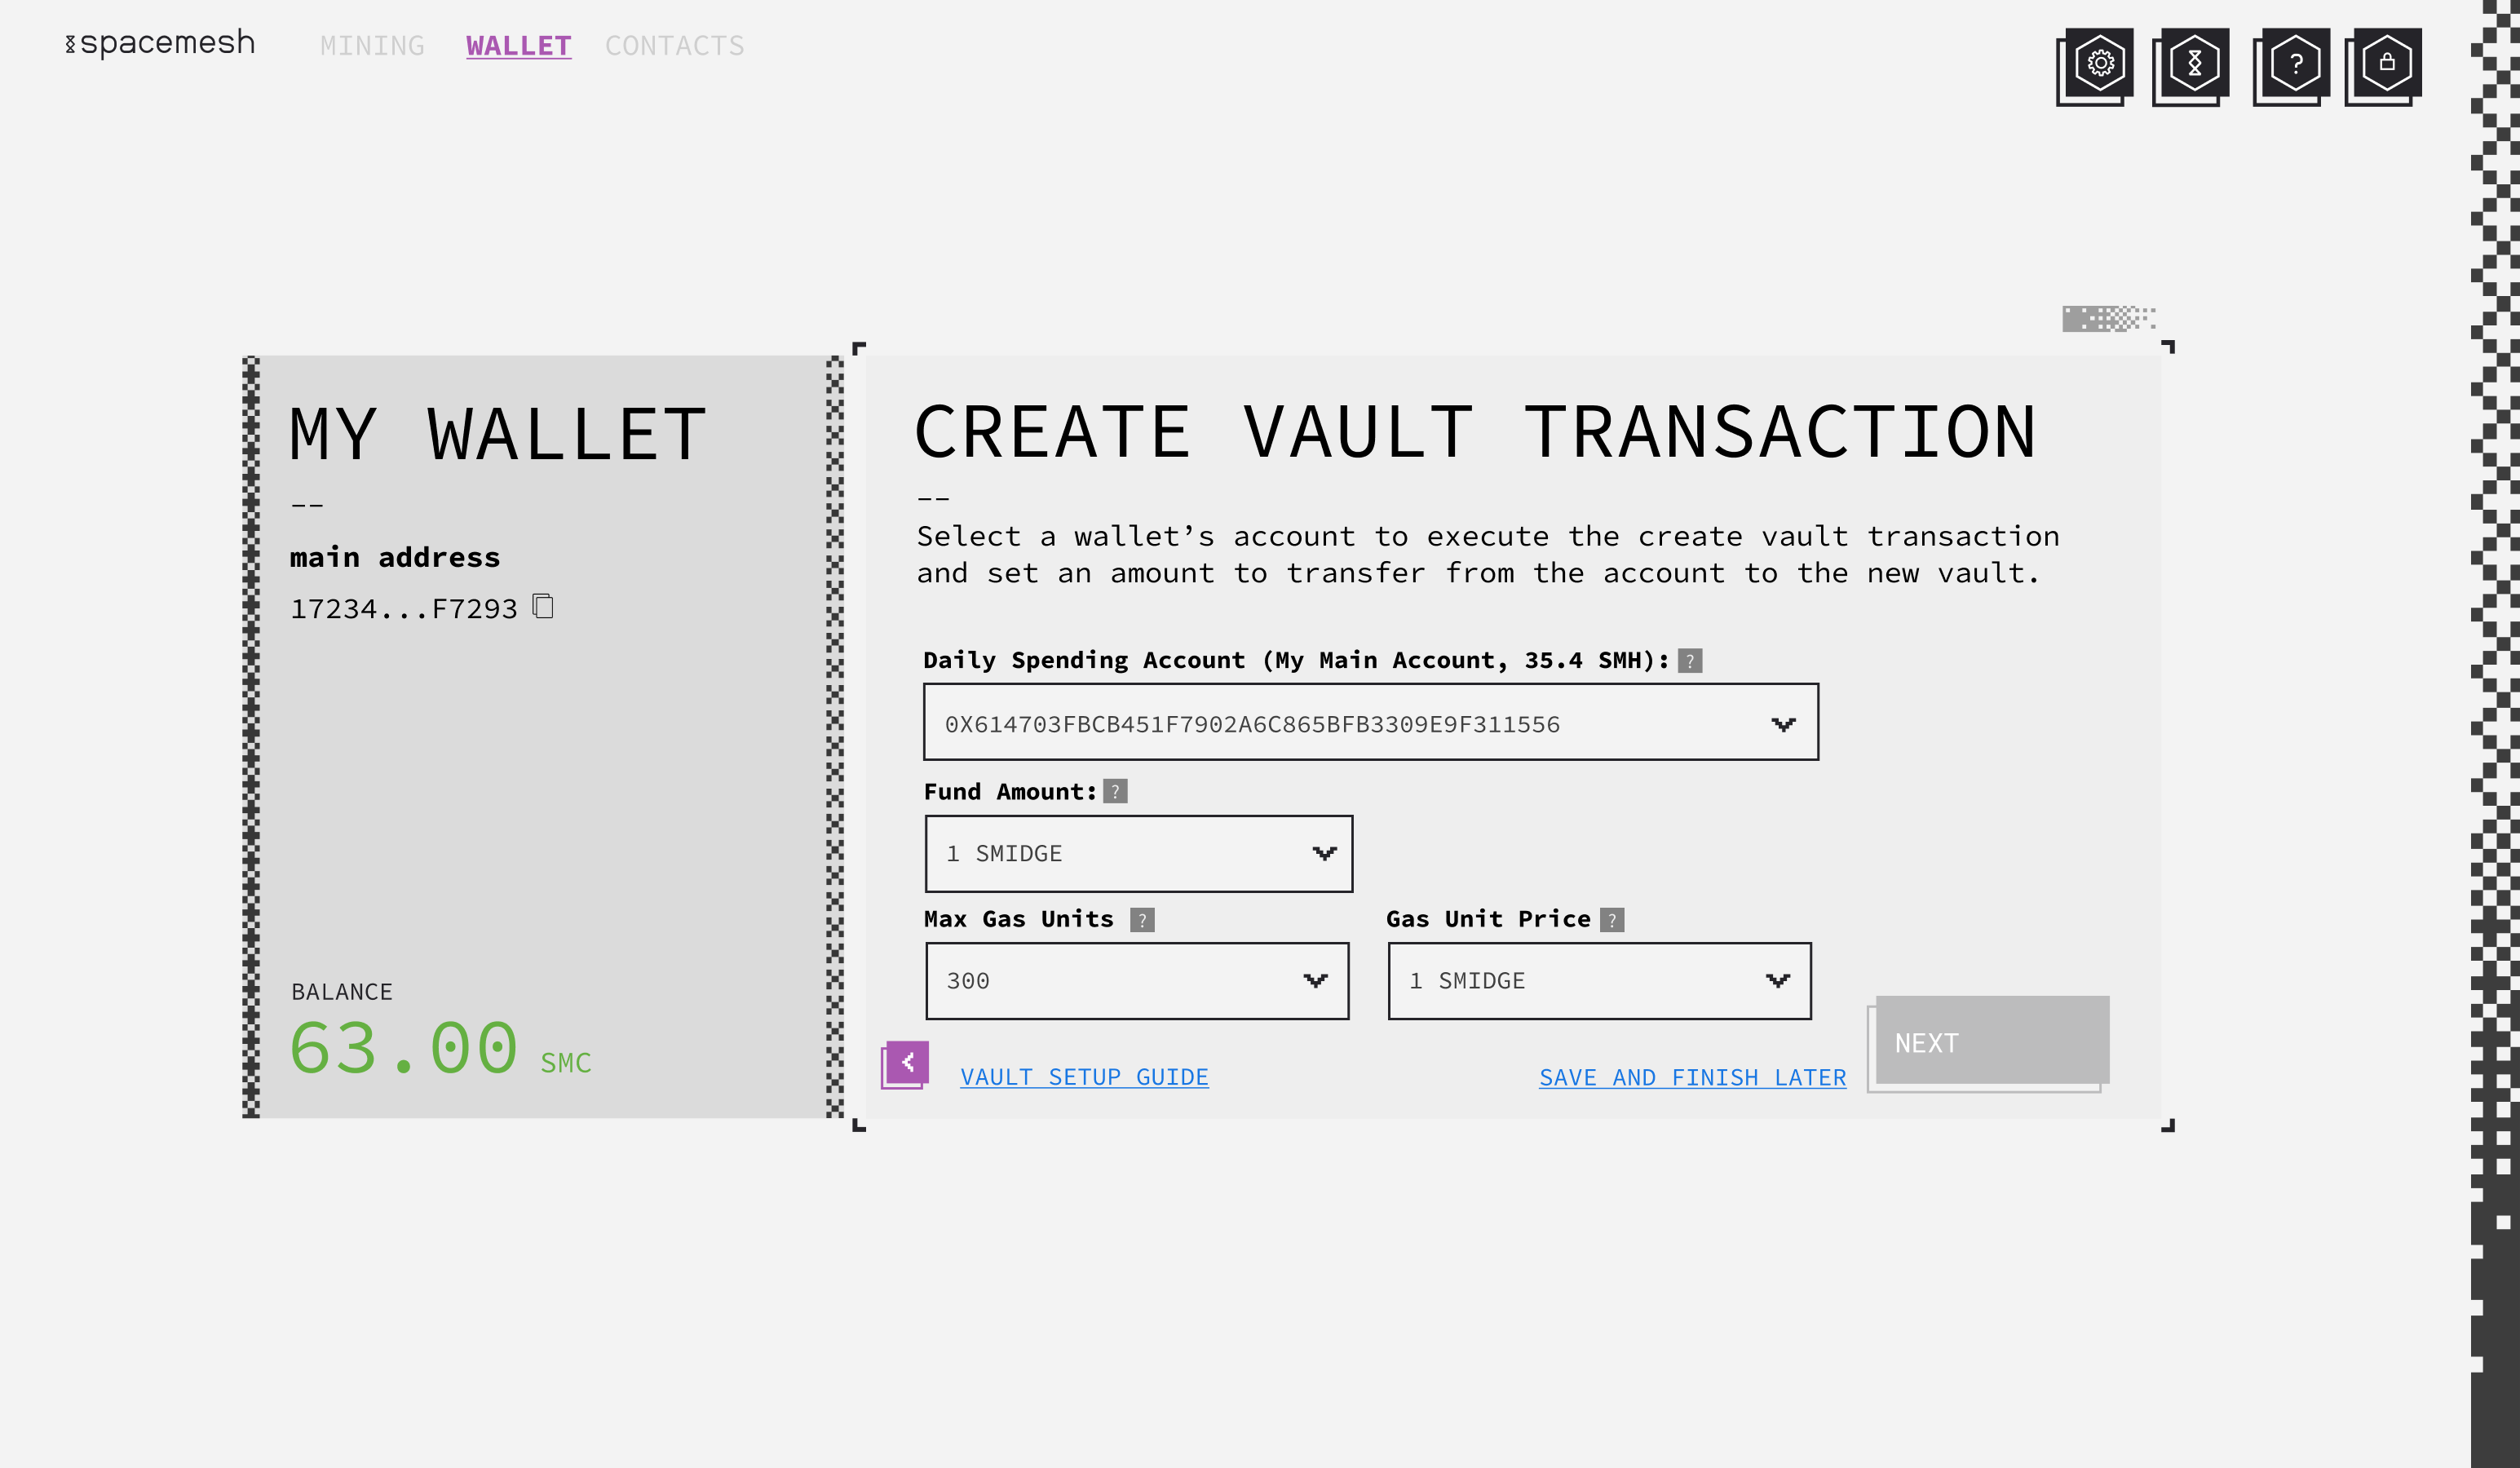 spacemesh
MINING WALLET CONTACTS
?
MY WALLET
--
main address
17234...F7293
BALANCE
63.00 SMC
CREATE VAULT TRANSACTION
--
Select a wallet’s account to execute the create vault transaction
and set an amount to transfer from the account to the new vault.
Daily Spending Account (My Main Account, 35.4 SMH): ?
0X614703FBCB451F7902A6C865BFB3309E9F311556
Fund Amount: ?
1 SMIDGE
Max Gas Units ?
300
Gas Unit Price ?
1 SMIDGE
VAULT SETUP GUIDE
SAVE AND FINISH LATER
NEXT